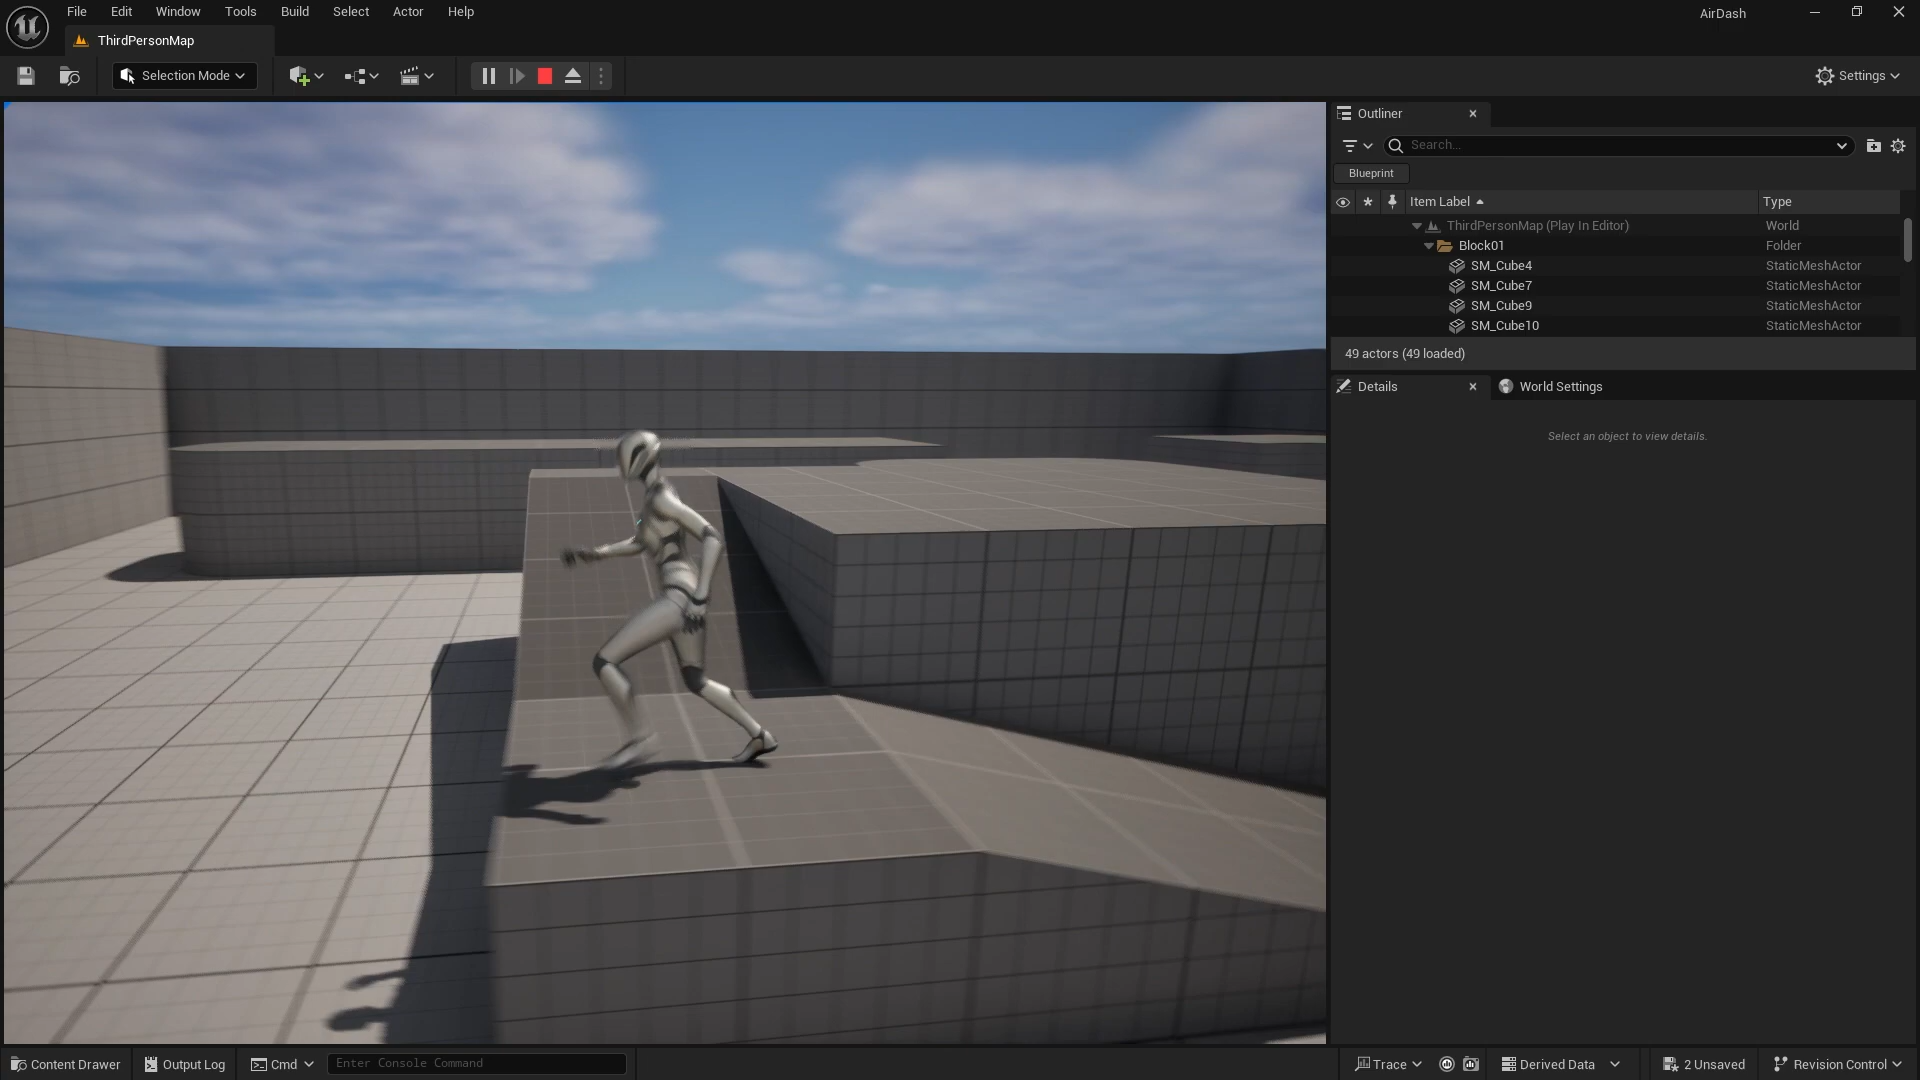 File Edit Window Tools Build Select Actor Help
AirDash
ThirdPersonMap
Selection Mode
Settings
Outliner
Search...
Blueprint
Item Label Type
ThirdPersonMap (Play In Editor) World
Block01 Folder
SM_Cube4 StaticMeshActor
SM_Cube7 StaticMeshActor
SM_Cube9 StaticMeshActor
SM_Cube10 StaticMeshActor
49 actors (49 loaded)
Details World Settings
Select an object to view details.
Content Drawer Output Log Cmd Enter Console Command Trace Derived Data 2 Unsaved Revision Control